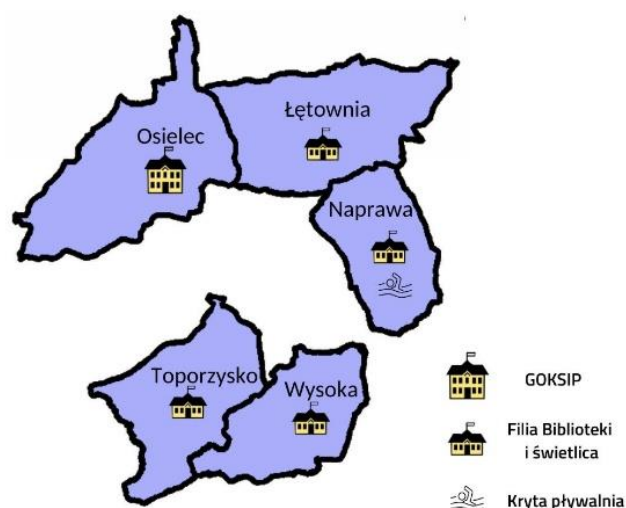 Łętownia
Osielec
Naprawa
Toporzysko
Wysoka
GOKSIP
Filia Biblioteki
i świetlica
Kryta pływalnia